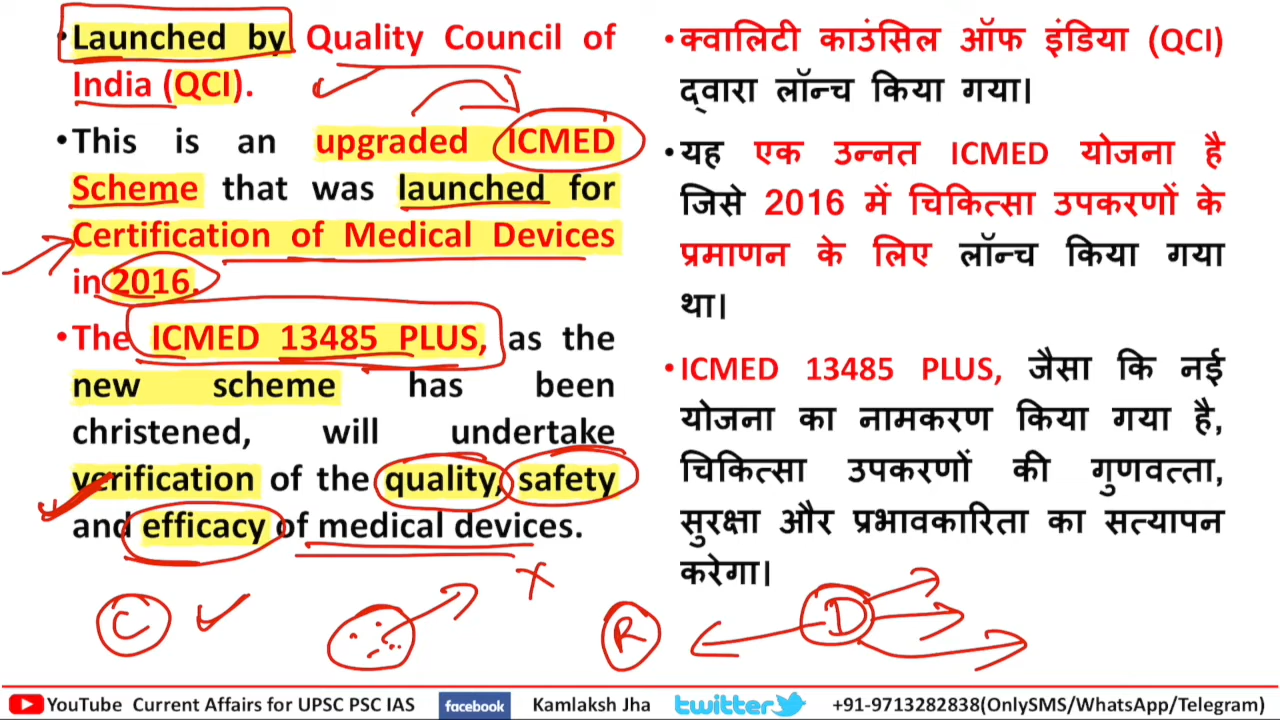 •Launched by Quality Council of
India (QCI).
•This is an upgraded ICMED
Scheme that was launched for
Certification of Medical Devices
in 2016.
•The ICMED 13485 PLUS, as the
new scheme has been
christened, will undertake
verification of the quality, safety
and efficacy of medical devices.
C
R
D
•क्वालिटी काउंसिल ऑफ इंडिया (QCI)
द्वारा लॉन्च किया गया।
•यह एक उन्नत ICMED योजना है
जिसे 2016 में चिकित्सा उपकरणों के
प्रमाणन के लिए लॉन्च किया गया
था।
•ICMED 13485 PLUS, जैसा कि नई
योजना का नामकरण किया गया है,
चिकित्सा उपकरणों की गुणवत्ता,
सुरक्षा और प्रभावकारिता का सत्यापन
करेगा।
YouTube Current Affairs for UPSC PSC IAS facebook Kamlaksh Jha twitter +91-9713282838(OnlySMS/WhatsApp/Telegram)